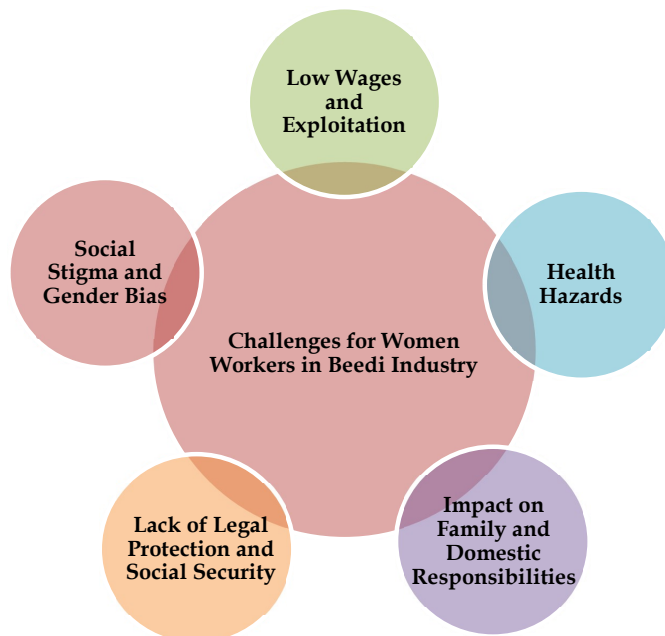 Low Wages
and
Exploitation
Social
Stigma and
Gender Bias
Health
Hazards
Challenges for Women
Workers in Beedi Industry
Lack of Legal
Protection and
Social Security
Impact on
Family and
Domestic
Responsibilities